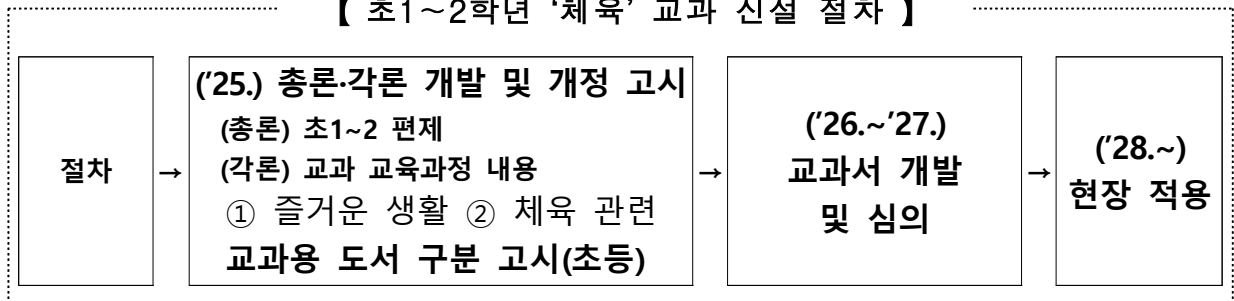 【 초1~2학년 ‘체육’ 교과 신설 절차 】
절차
→
(’25.) 총론·각론 개발 및 개정 고시
(총론) 초1~2 편제
(각론) 교과 교육과정 내용
① 즐거운 생활 ② 체육 관련
교과용 도서 구분 고시(초등)
→
(’26.~’27.)
교과서 개발
및 심의
→
(’28.~)
현장 적용